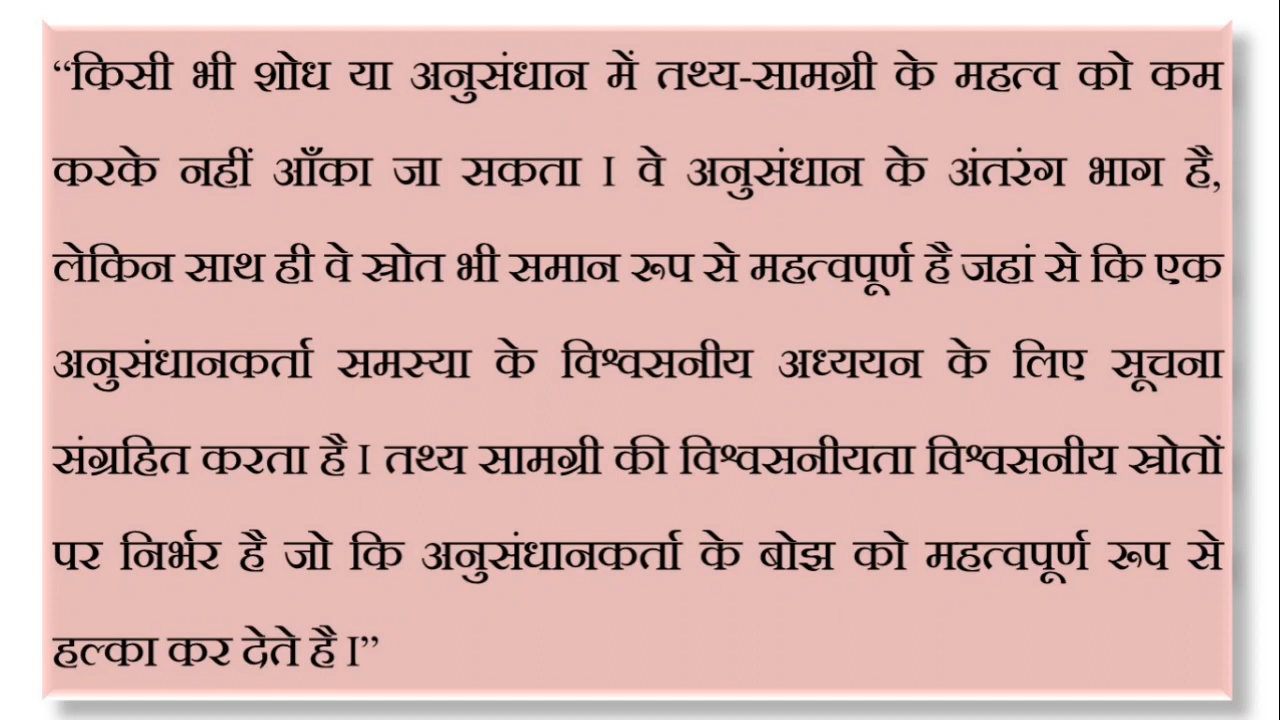 “किसी भी शोध या अनुसंधान में तथ्य-सामग्री के महत्व को कम
करके नहीं आँका जा सकता I वे अनुसंधान के अंतरंग भाग है,
लेकिन साथ ही वे स्रोत भी समान रूप से महत्वपूर्ण है जहां से कि एक
अनुसंधानकर्ता समस्या के विश्वसनीय अध्ययन के लिए सूचना
संग्रहित करता है I तथ्य सामग्री की विश्वसनीयता विश्वसनीय स्रोतों
पर निर्भर है जो कि अनुसंधानकर्ता के बोझ को महत्वपूर्ण रूप से
हल्का कर देते है I”